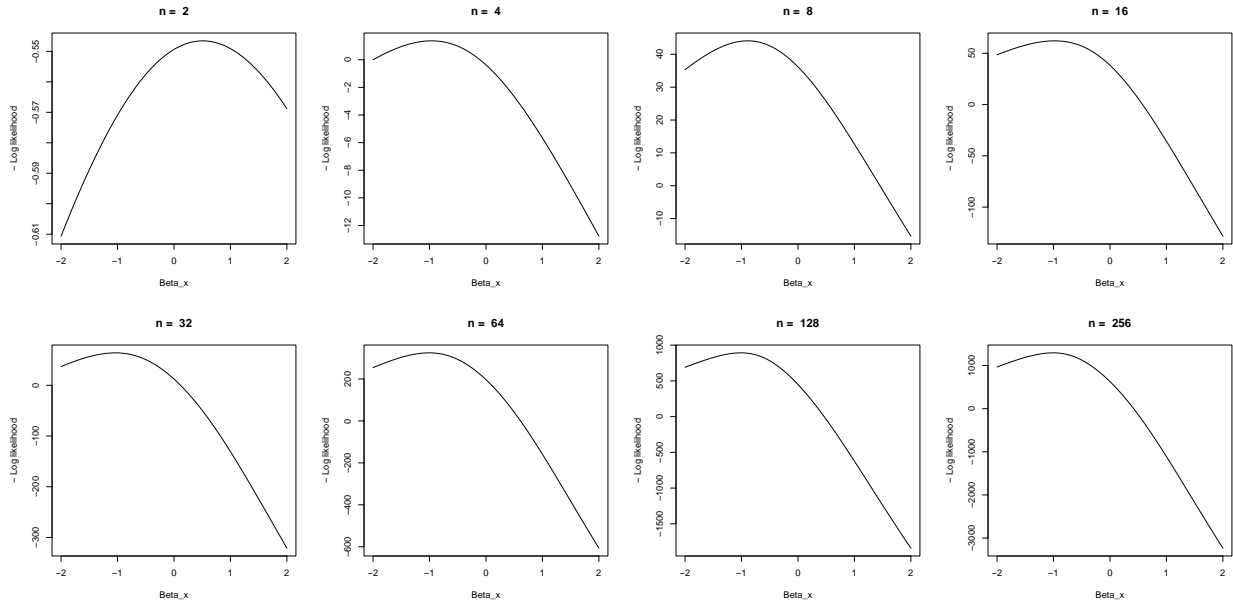 n = 2
− Log likelihood
−0.61 −0.59 −0.57 −0.55
−2 −1 0 1 2
Beta_x
n = 4
− Log likelihood
−12 −10 −8 −6 −4 −2 0
−2 −1 0 1 2
Beta_x
n = 8
− Log likelihood
−10 0 10 20 30 40
−2 −1 0 1 2
Beta_x
n = 16
− Log likelihood
−100 −50 0 50
−2 −1 0 1 2
Beta_x
n = 32
− Log likelihood
−300 −200 −100 0
−2 −1 0 1 2
Beta_x
n = 64
− Log likelihood
−600 −400 −200 0 200
−2 −1 0 1 2
Beta_x
n = 128
− Log likelihood
−1500 −1000 −500 0 500 1000
−2 −1 0 1 2
Beta_x
n = 256
− Log likelihood
−3000 −2000 −1000 0 1000
−2 −1 0 1 2
Beta_x